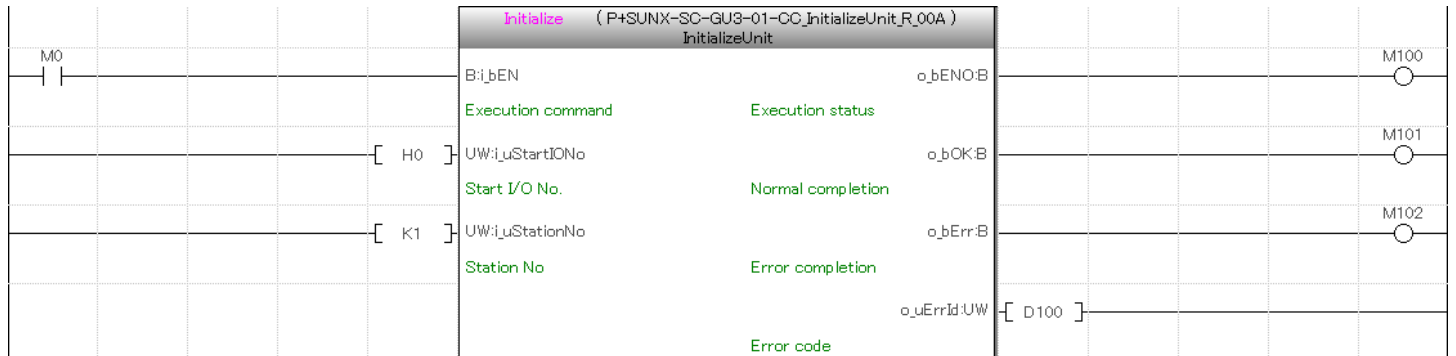 Initialize (P+SUNX-SC-GU3-01-CC_InitializeUnit_R_00A)
InitializeUnit
M0
B:i_bEN
o_bENO:B
M100
Execution command
Execution status
H0
UW:i_uStartIONo
o_bOK:B
M101
Start I/O No.
Normal completion
K1
UW:i_uStationNo
o_bErr:B
M102
Station No
Error completion
o_uErrId:UW
D100
Error code